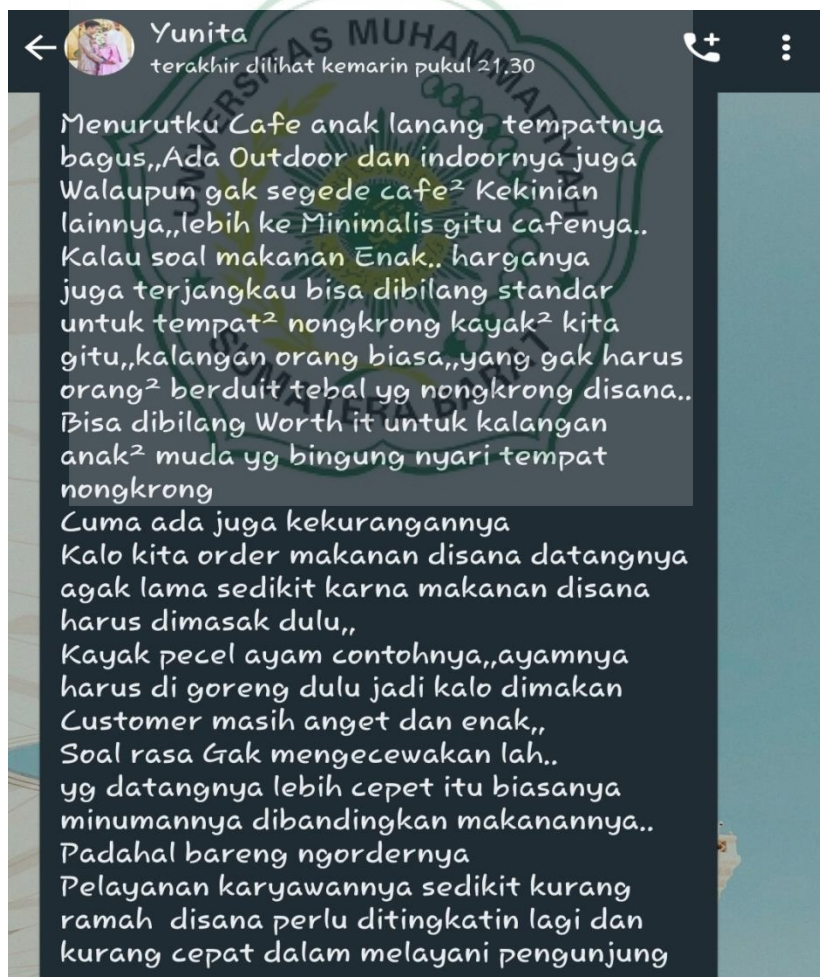 Yunita
terakhir dilihat kemarin pukul 21.30
UNIVERSITAS MUHAMMADIYAH
SUMATERA BARAT
Menurutku Cafe anak lanang tempatnya
bagus,,Ada Outdoor dan indoornya juga
Walaupun gak segede cafe² Kekinian
lainnya,,lebih ke Minimalis gitu cafenya..
Kalau soal makanan Enak.. harganya
juga terjangkau bisa dibilang standar
untuk tempat² nongkrong kayak² kita
gitu,,kalangan orang biasa,,yang gak harus
orang² berduit tebal yg nongkrong disana..
Bisa dibilang Worth it untuk kalangan
anak² muda yg bingung nyari tempat
nongkrong
Cuma ada juga kekurangannya
Kalo kita order makanan disana datangnya
agak lama sedikit karna makanan disana
harus dimasak dulu,,
Kayak pecel ayam contohnya,,ayamnya
harus di goreng dulu jadi kalo dimakan
Customer masih anget dan enak,,
Soal rasa Gak mengecewakan lah..
yg datangnya lebih cepet itu biasanya
minumannya dibandingkan makanannya..
Padahal bareng ngordernya
Pelayanan karyawannya sedikit kurang
ramah disana perlu ditingkatin lagi dan
kurang cepat dalam melayani pengunjung